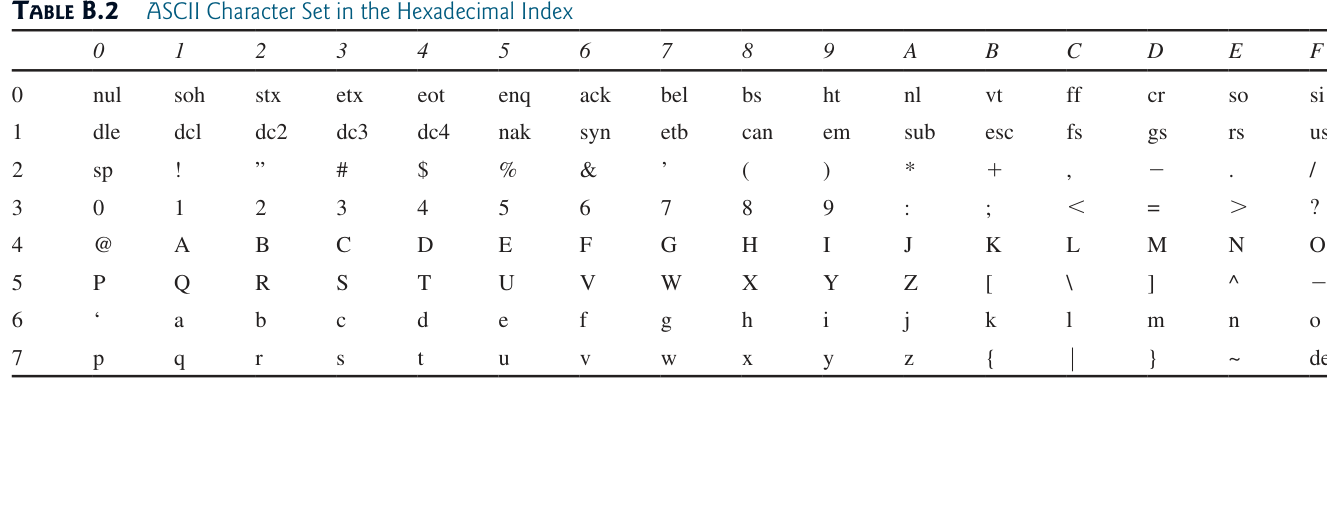 TABLE B.2 ASCII Character Set in the Hexadecimal Index
0 1 2 3 4 5 6 7 8 9 A B C D E F
0 nul soh stx etx eot enq ack bel bs ht nl vt ff cr so si
1 dle dcl dc2 dc3 dc4 nak syn etb can em sub esc fs gs rs us
2 sp ! ” # $ % & ’ ( ) * + , − . /
3 0 1 2 3 4 5 6 7 8 9 : ; < = > ?
4 @ A B C D E F G H I J K L M N O
5 P Q R S T U V W X Y Z [ \ ] ^ −
6 ‘ a b c d e f g h i j k l m n o
7 p q r s t u v w x y z { | } ~ de